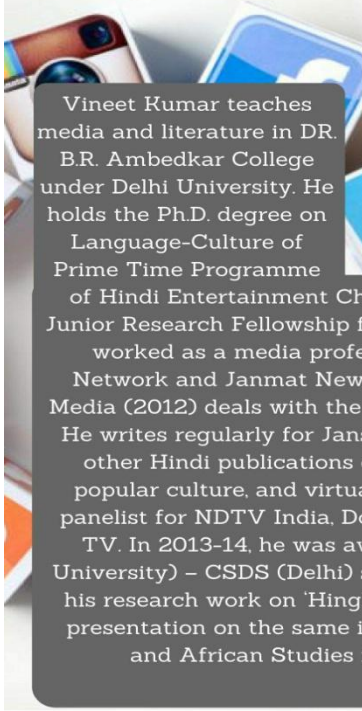 Vineet Kumar teaches
media and literature in DR.
B.R. Ambedkar College
under Delhi University. He
holds the Ph.D. degree on
Language-Culture of
Prime Time Programme
of Hindi Entertainment
Junior Research Fellowship
worked as a media
Network and Janmat
Media (2012) deals with the
He writes regularly for
other Hindi publications
popular culture, and
panelist for NDTV India,
TV. In 2013-14, he was
University) – CSDS (Delhi)
his research work on
presentation on the same
and African Studies